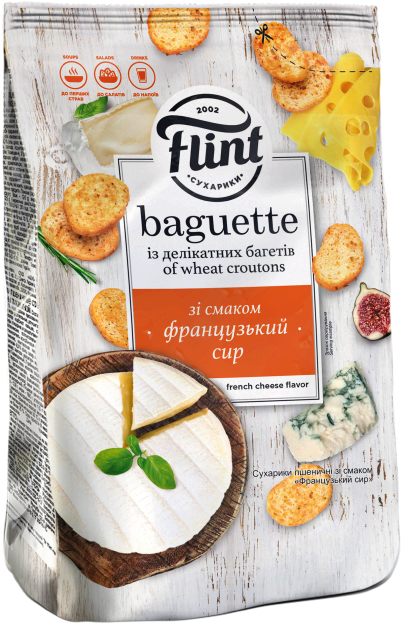 SOUPS
SALADS
DRINKS
ДО ПЕРШИХ
СТРАВ
ДО САЛАТІВ
ДО НАПОЇВ
2002
Flint
•СУХАРИКИ•
baguette
із делікатних багетів
of wheat croutons
зі смаком
• французький •
сир
french cheese flavor
Сухарики пшеничні зі смаком
«Французький сир»